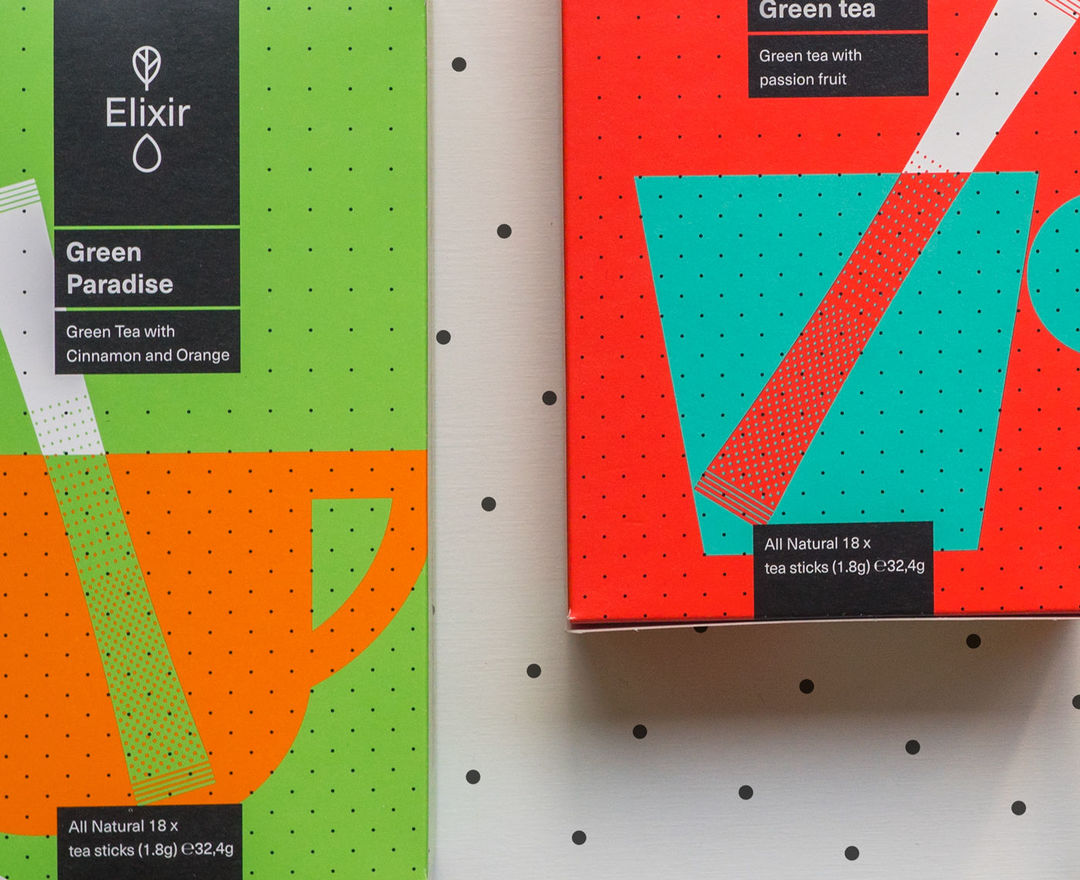 Elixir
Green
Paradise
Green Tea with
Cinnamon and Orange
All Natural 18 x
tea sticks (1.8g) ℮32,4g
Green tea
Green tea with
passion fruit
All Natural 18 x
tea sticks (1.8g) ℮32,4g